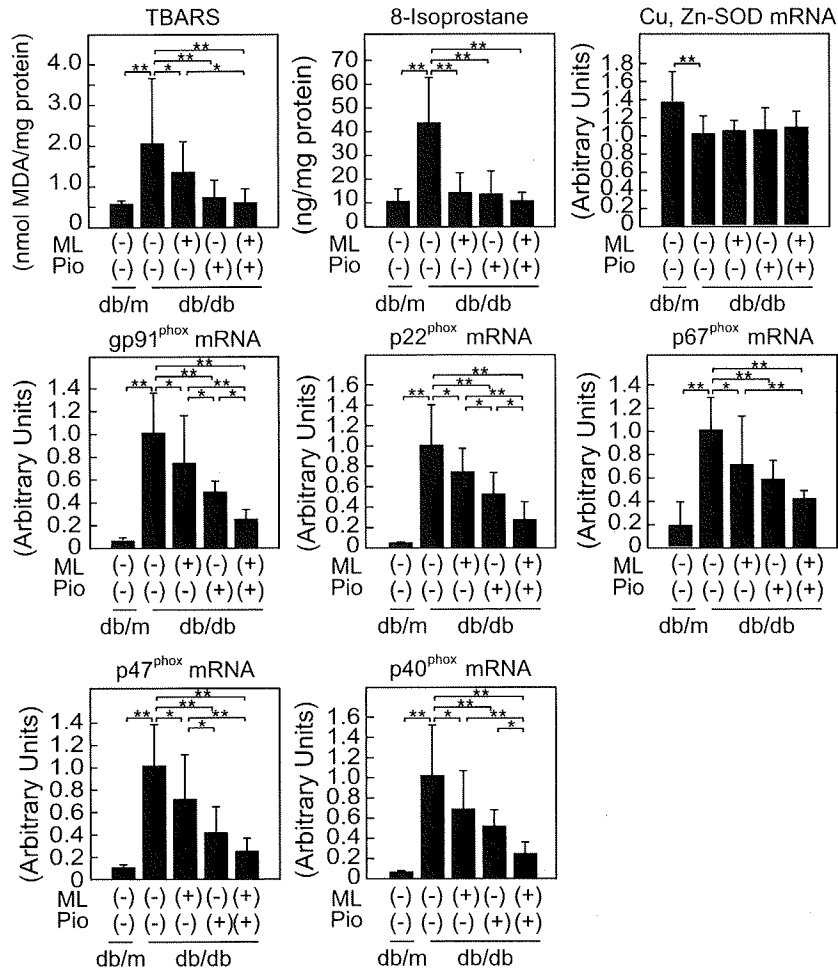 TBARS
(nmol MDA/mg protein)
4.0
3.0
2.0
1.0
0
** * *
**
**
ML (-) (-) (+) (-) (+)
Pio (-) (-) (-) (+) (+)
db/m db/db
8-Isoprostane
(ng/mg protein)
70
60
50
40
30
20
10
0
** **
**
**
ML (-) (-) (+) (-) (+)
Pio (-) (-) (-) (+) (+)
db/m db/db
Cu, Zn-SOD mRNA
(Arbitrary Units)
1.8
1.6
1.4
1.2
1.0
0.8
0.6
0.4
0
**
ML (-) (-) (+) (-) (+)
Pio (-) (-) (-) (+) (+)
db/m db/db
gp91phox mRNA
(Arbitrary Units)
1.4
1.2
1.0
0.8
0.6
0.4
0.2
0
**
**
** * **
* *
ML (-) (-) (+) (-) (+)
Pio (-) (-) (-) (+) (+)
db/m db/db
p22phox mRNA
(Arbitrary Units)
1.6
1.4
1.2
1.0
0.8
0.6
0.4
0.2
0
**
**
** * **
* *
ML (-) (-) (+) (-) (+)
Pio (-) (-) (-) (+) (+)
db/m db/db
p67phox mRNA
(Arbitrary Units)
1.4
1.2
1.0
0.8
0.6
0.4
0.2
0
**
**
** * **
ML (-) (-) (+) (-) (+)
Pio (-) (-) (-) (+) (+)
db/m db/db
p47phox mRNA
(Arbitrary Units)
1.4
1.2
1.0
0.8
0.6
0.4
0.2
0
**
**
** * **
*
ML (-) (-) (+) (-) (+)
Pio (-) (-) (-) (+) (+)
db/m db/db
p40phox mRNA
(Arbitrary Units)
1.6
1.4
1.2
1.0
0.8
0.6
0.4
0.2
0
**
**
** * **
*
ML (-) (-) (+) (-) (+)
Pio (-) (-) (-) (+) (+)
db/m db/db